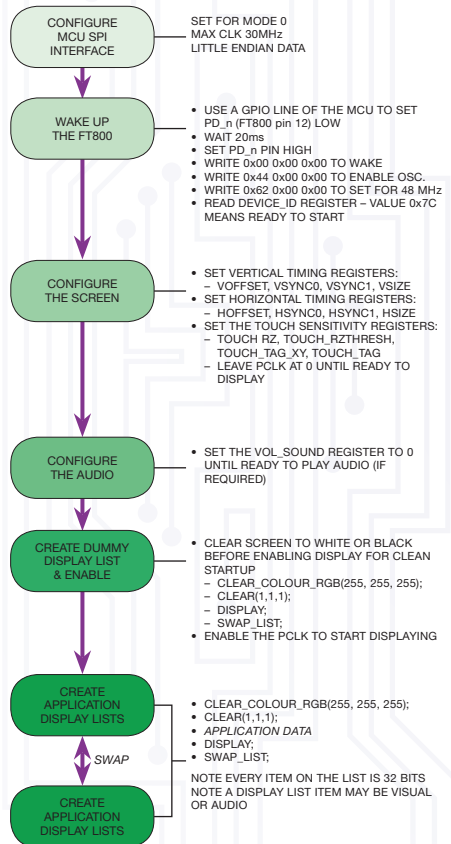 CONFIGURE
MCU SPI
INTERFACE
SET FOR MODE 0
MAX CLK 30MHz
LITTLE ENDIAN DATA
WAKE UP
THE FT800
• USE A GPIO LINE OF THE MCU TO SET
PD_n (FT800 pin 12) LOW
• WAIT 20ms
• SET PD_n PIN HIGH
• WRITE 0x00 0x00 0x00 TO WAKE
• WRITE 0x44 0x00 0x00 TO ENABLE OSC.
• WRITE 0x62 0x00 0x00 TO SET FOR 48 MHz
• READ DEVICE_ID REGISTER – VALUE 0x7C
MEANS READY TO START
CONFIGURE
THE SCREEN
• SET VERTICAL TIMING REGISTERS:
– VOFFSET, VSYNC0, VSYNC1, VSIZE
• SET HORIZONTAL TIMING REGISTERS:
– HOFFSET, HSYNC0, HSYNC1, HSIZE
• SET THE TOUCH SENSITIVITY REGISTERS:
– TOUCH RZ, TOUCH_RZTHRESH,
TOUCH_TAG_XY, TOUCH_TAG
– LEAVE PCLK AT 0 UNTIL READY TO
DISPLAY
CONFIGURE
THE AUDIO
• SET THE VOL_SOUND REGISTER TO 0
UNTIL READY TO PLAY AUDIO (IF
REQUIRED)
CREATE DUMMY
DISPLAY LIST
& ENABLE
• CLEAR SCREEN TO WHITE OR BLACK
BEFORE ENABLING DISPLAY FOR CLEAN
STARTUP
– CLEAR_COLOUR_RGB(255, 255, 255);
– CLEAR(1,1,1);
– DISPLAY;
– SWAP_LIST;
• ENABLE THE PCLK TO START DISPLAYING
CREATE
APPLICATION
DISPLAY LISTS
SWAP
CREATE
APPLICATION
DISPLAY LISTS
• CLEAR_COLOUR_RGB(255, 255, 255);
• CLEAR(1,1,1);
• APPLICATION DATA
• DISPLAY;
• SWAP_LIST;
NOTE EVERY ITEM ON THE LIST IS 32 BITS
NOTE A DISPLAY LIST ITEM MAY BE VISUAL
OR AUDIO